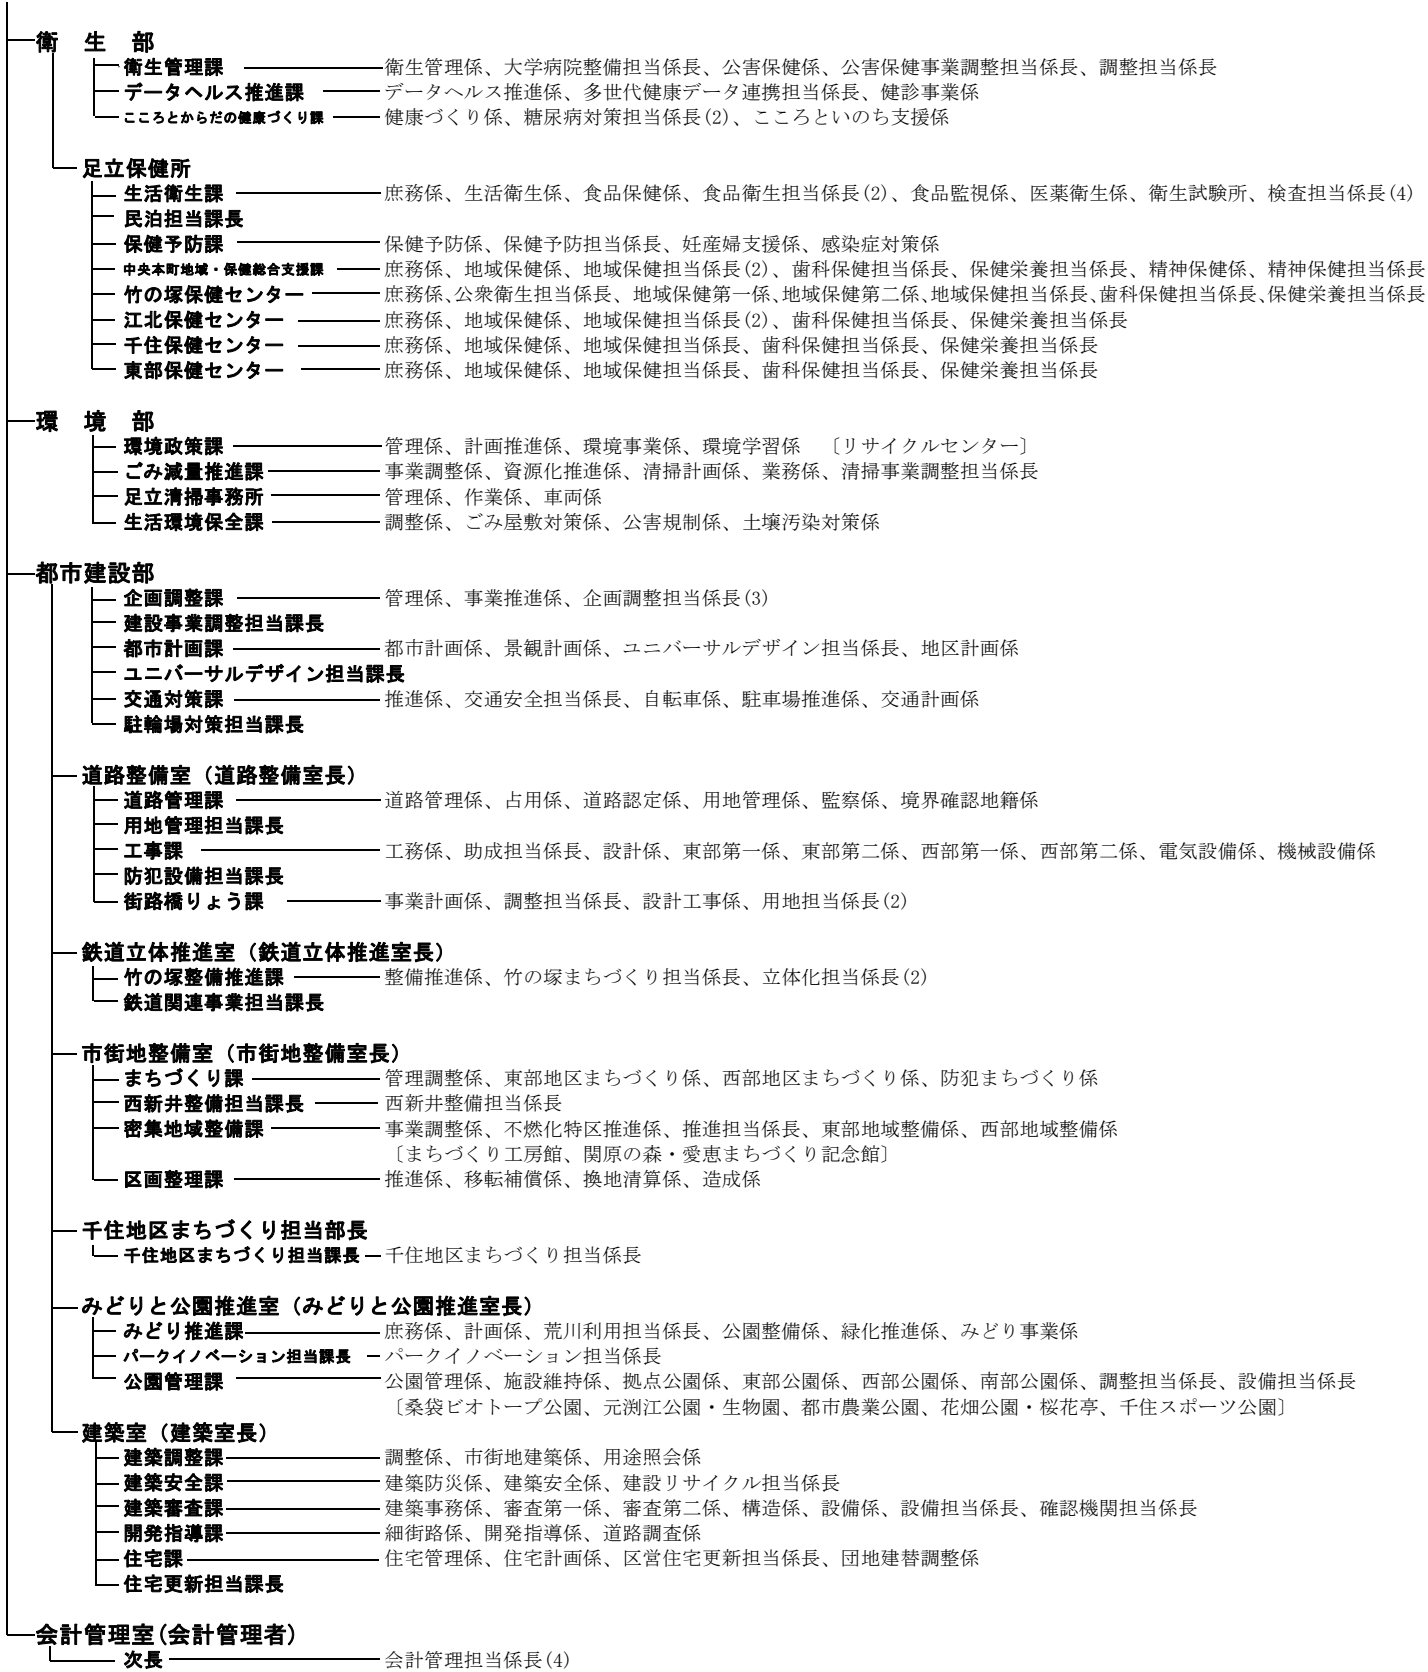 衛　生　部
衛生管理課　衛生管理係、大学病院整備担当係長、公害保健係、公害保健事業調整担当係長、調整担当係長
データヘルス推進課　データヘルス推進係、多世代健康データ連携担当係長、健診事業係
こころとからだの健康づくり課　健康づくり係、糖尿病対策担当係長(2)、こころといのち支援係
足立保健所
生活衛生課　庶務係、生活衛生係、食品保健係、食品衛生担当係長(2)、食品監視係、医薬衛生係、衛生試験所、検査担当係長(4)
民泊担当課長
保健予防課　保健予防係、保健予防担当係長、妊産婦支援係、感染症対策係
中央本町地域・保健総合支援課　庶務係、地域保健係、地域保健担当係長(2)、歯科保健担当係長、保健栄養担当係長、精神保健係、精神保健担当係長
竹の塚保健センター　庶務係、公衆衛生担当係長、地域保健第一係、地域保健第二係、地域保健担当係長、歯科保健担当係長、保健栄養担当係長
江北保健センター　庶務係、地域保健係、地域保健担当係長(2)、歯科保健担当係長、保健栄養担当係長
千住保健センター　庶務係、地域保健係、地域保健担当係長、歯科保健担当係長、保健栄養担当係長
東部保健センター　庶務係、地域保健係、地域保健担当係長、歯科保健担当係長、保健栄養担当係長
環　境　部
環境政策課　管理係、計画推進係、環境事業係、環境学習係　〔リサイクルセンター〕
ごみ減量推進課　事業調整係、資源化推進係、清掃計画係、業務係、清掃事業調整担当係長
足立清掃事務所　管理係、作業係、車両係
生活環境保全課　調整係、ごみ屋敷対策係、公害規制係、土壌汚染対策係
都市建設部
企画調整課　管理係、事業推進係、企画調整担当係長(3)
建設事業調整担当課長
都市計画課　都市計画係、景観計画係、ユニバーサルデザイン担当係長、地区計画係
ユニバーサルデザイン担当課長
交通対策課　推進係、交通安全担当係長、自転車係、駐車場推進係、交通計画係
駐輪場対策担当課長
道路整備室（道路整備室長）
道路管理課　道路管理係、占用係、道路認定係、用地管理係、監察係、境界確認地籍係
用地管理担当課長
工事課　工務係、助成担当係長、設計係、東部第一係、東部第二係、西部第一係、西部第二係、電気設備係、機械設備係
防犯設備担当課長
街路橋りょう課　事業計画係、調整担当係長、設計工事係、用地担当係長(2)
鉄道立体推進室（鉄道立体推進室長）
竹の塚整備推進課　整備推進係、竹の塚まちづくり担当係長、立体化担当係長(2)
鉄道関連事業担当課長
市街地整備室（市街地整備室長）
まちづくり課　管理調整係、東部地区まちづくり係、西部地区まちづくり係、防犯まちづくり係
西新井整備担当課長　西新井整備担当係長
密集地域整備課　事業調整係、不燃化特区推進係、推進担当係長、東部地域整備係、西部地域整備係
〔まちづくり工房館、関原の森・愛恵まちづくり記念館〕
区画整理課　推進係、移転補償係、換地清算係、造成係
千住地区まちづくり担当部長
千住地区まちづくり担当課長　千住地区まちづくり担当係長
みどりと公園推進室（みどりと公園推進室長）
みどり推進課　庶務係、計画係、荒川利用担当係長、公園整備係、緑化推進係、みどり事業係
パークイノベーション担当課長　パークイノベーション担当係長
公園管理課　公園管理係、施設維持係、拠点公園係、東部公園係、西部公園係、南部公園係、調整担当係長、設備担当係長
〔桑袋ビオトープ公園、元渕江公園・生物園、都市農業公園、花畑公園・桜花亭、千住スポーツ公園〕
建築室（建築室長）
建築調整課　調整係、市街地建築係、用途照会係
建築安全課　建築防災係、建築安全係、建設リサイクル担当係長
建築審査課　建築事務係、審査第一係、審査第二係、構造係、設備係、設備担当係長、確認機関担当係長
開発指導課　細街路係、開発指導係、道路調査係
住宅課　住宅管理係、住宅計画係、区営住宅更新担当係長、団地建替調整係
住宅更新担当課長
会計管理室(会計管理者)
次長　会計管理担当係長(4)